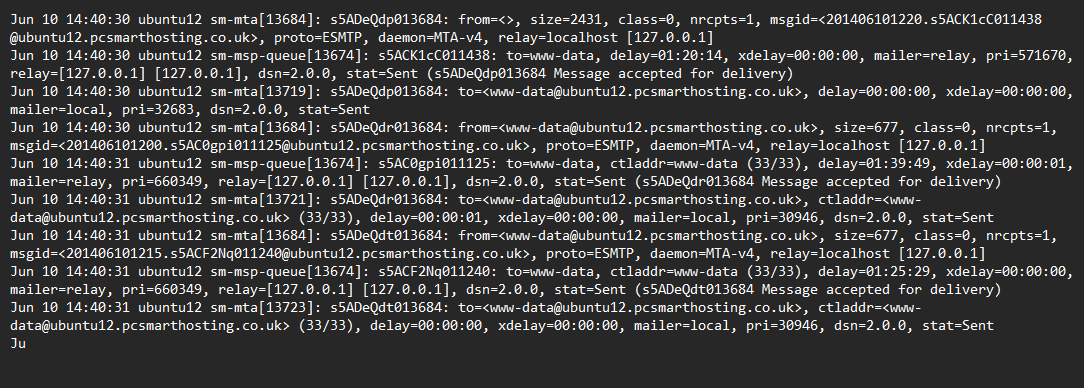 Jun 10 14:40:30 ubuntu12 sm-mta[13684]: s5ADeQdp013684: from=<>, size=2431, class=0, nrcpts=1, msgid=<201406101220.s5ACK1cC011438
@ubuntu12.pcsmarthosting.co.uk>, proto=ESMTP, daemon=MTA-v4, relay=localhost [127.0.0.1]
Jun 10 14:40:30 ubuntu12 sm-msp-queue[13674]: s5ACK1cC011438: to=www-data, delay=01:20:14, xdelay=00:00:00, mailer=relay, pri=571670,
relay=[127.0.0.1] [127.0.0.1], dsn=2.0.0, stat=Sent (s5ADeQdp013684 Message accepted for delivery)
Jun 10 14:40:30 ubuntu12 sm-mta[13719]: s5ADeQdp013684: to=<www-data@ubuntu12.pcsmarthosting.co.uk>, delay=00:00:00, xdelay=00:00:00,
mailer=local, pri=32683, dsn=2.0.0, stat=Sent
Jun 10 14:40:30 ubuntu12 sm-mta[13684]: s5ADeQdr013684: from=<www-data@ubuntu12.pcsmarthosting.co.uk>, size=677, class=0, nrcpts=1,
msgid=<201406101200.s5AC0gpi011125@ubuntu12.pcsmarthosting.co.uk>, proto=ESMTP, daemon=MTA-v4, relay=localhost [127.0.0.1]
Jun 10 14:40:31 ubuntu12 sm-msp-queue[13674]: s5AC0gpi011125: to=www-data, ctladdr=www-data (33/33), delay=01:39:49, xdelay=00:00:01,
mailer=relay, pri=660349, relay=[127.0.0.1] [127.0.0.1], dsn=2.0.0, stat=Sent (s5ADeQdr013684 Message accepted for delivery)
Jun 10 14:40:31 ubuntu12 sm-mta[13721]: s5ADeQdr013684: to=<www-data@ubuntu12.pcsmarthosting.co.uk>, ctladdr=<www-
data@ubuntu12.pcsmarthosting.co.uk> (33/33), delay=00:00:01, xdelay=00:00:00, mailer=local, pri=30946, dsn=2.0.0, stat=Sent
Jun 10 14:40:31 ubuntu12 sm-mta[13684]: s5ADeQdt013684: from=<www-data@ubuntu12.pcsmarthosting.co.uk>, size=677, class=0, nrcpts=1,
msgid=<201406101215.s5ACF2Nq011240@ubuntu12.pcsmarthosting.co.uk>, proto=ESMTP, daemon=MTA-v4, relay=localhost [127.0.0.1]
Jun 10 14:40:31 ubuntu12 sm-msp-queue[13674]: s5ACF2Nq011240: to=www-data, ctladdr=www-data (33/33), delay=01:25:29, xdelay=00:00:00,
mailer=relay, pri=660349, relay=[127.0.0.1] [127.0.0.1], dsn=2.0.0, stat=Sent (s5ADeQdt013684 Message accepted for delivery)
Jun 10 14:40:31 ubuntu12 sm-mta[13723]: s5ADeQdt013684: to=<www-data@ubuntu12.pcsmarthosting.co.uk>, ctladdr=<www-
data@ubuntu12.pcsmarthosting.co.uk> (33/33), delay=00:00:00, xdelay=00:00:00, mailer=local, pri=30946, dsn=2.0.0, stat=Sent
Ju